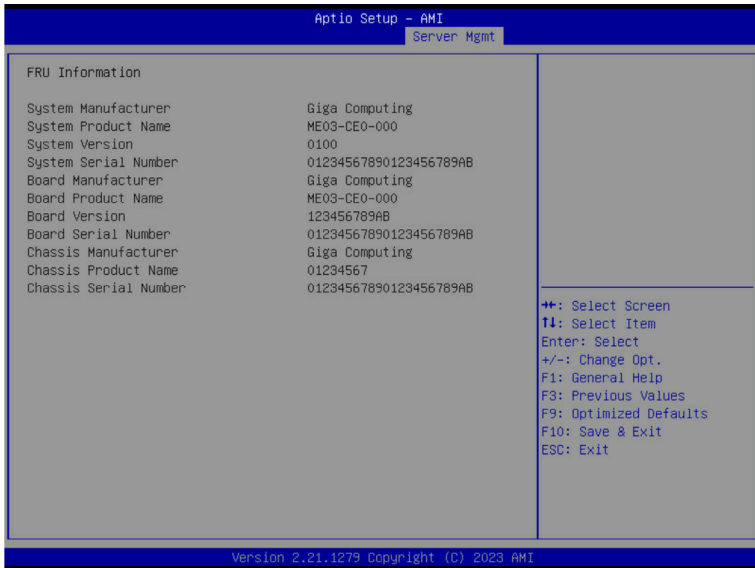 Aptio Setup – AMI
Server Mgmt
FRU Information
System Manufacturer Giga Computing
System Product Name ME03-CE0-000
System Version 0100
System Serial Number 01234567890123456789AB
Board Manufacturer Giga Computing
Board Product Name ME03-CE0-000
Board Version 123456789AB
Board Serial Number 01234567890123456789AB
Chassis Manufacturer Giga Computing
Chassis Product Name 01234567
Chassis Serial Number 01234567890123456789AB
→←: Select Screen
↑↓: Select Item
Enter: Select
+/-: Change Opt.
F1: General Help
F3: Previous Values
F9: Optimized Defaults
F10: Save & Exit
ESC: Exit
Version 2.21.1279 Copyright (C) 2023 AMI